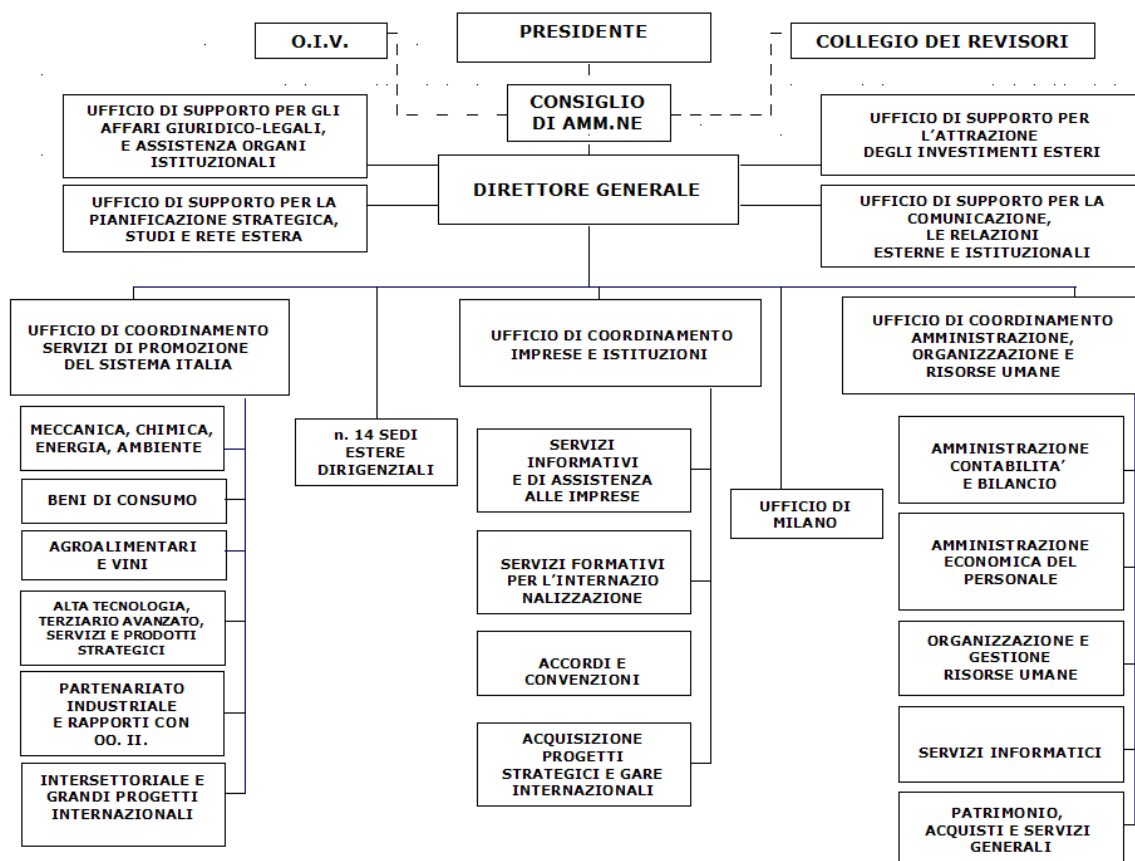 PRESIDENTE
O.I.V.
COLLEGIO DEI REVISORI
CONSIGLIO
DI AMM.NE
UFFICIO DI SUPPORTO PER GLI
AFFARI GIURIDICO-LEGALI,
E ASSISTENZA ORGANI
ISTITUZIONALI
UFFICIO DI SUPPORTO PER
L'ATTRAZIONE
DEGLI INVESTIMENTI ESTERI
DIRETTORE GENERALE
UFFICIO DI SUPPORTO PER LA
PIANIFICAZIONE STRATEGICA,
STUDI E RETE ESTERA
UFFICIO DI SUPPORTO PER LA
COMUNICAZIONE,
LE RELAZIONI
ESTERNE E ISTITUZIONALI
UFFICIO DI COORDINAMENTO
SERVIZI DI PROMOZIONE
DEL SISTEMA ITALIA
UFFICIO DI COORDINAMENTO
IMPRESE E ISTITUZIONI
UFFICIO DI COORDINAMENTO
AMMINISTRAZIONE,
ORGANIZZAZIONE E
RISORSE UMANE
MECCANICA, CHIMICA,
ENERGIA, AMBIENTE
BENI DI CONSUMO
AGROALIMENTARI
E VINI
ALTA TECNOLOGIA,
TERZIARIO AVANZATO,
SERVIZI E PRODOTTI
STRATEGICI
PARTENARIATO
INDUSTRIALE
E RAPPORTI CON
OO. II.
INTERSETTORIALE E
GRANDI PROGETTI
INTERNAZIONALI
n. 14 SEDI
ESTERE
DIRIGENZIALI
SERVIZI
INFORMATIVI
E DI ASSISTENZA
ALLE IMPRESE
SERVIZI FORMATIVI
PER L'INTERNAZIO
NALIZZAZIONE
ACCORDI E
CONVENZIONI
ACQUISIZIONE
PROGETTI
STRATEGICI E GARE
INTERNAZIONALI
UFFICIO DI
MILANO
AMMINISTRAZIONE
CONTABILITA'
E BILANCIO
AMMINISTRAZIONE
ECONOMICA DEL
PERSONALE
ORGANIZZAZIONE E
GESTIONE
RISORSE UMANE
SERVIZI INFORMATICI
PATRIMONIO,
ACQUISTI E SERVIZI
GENERALI